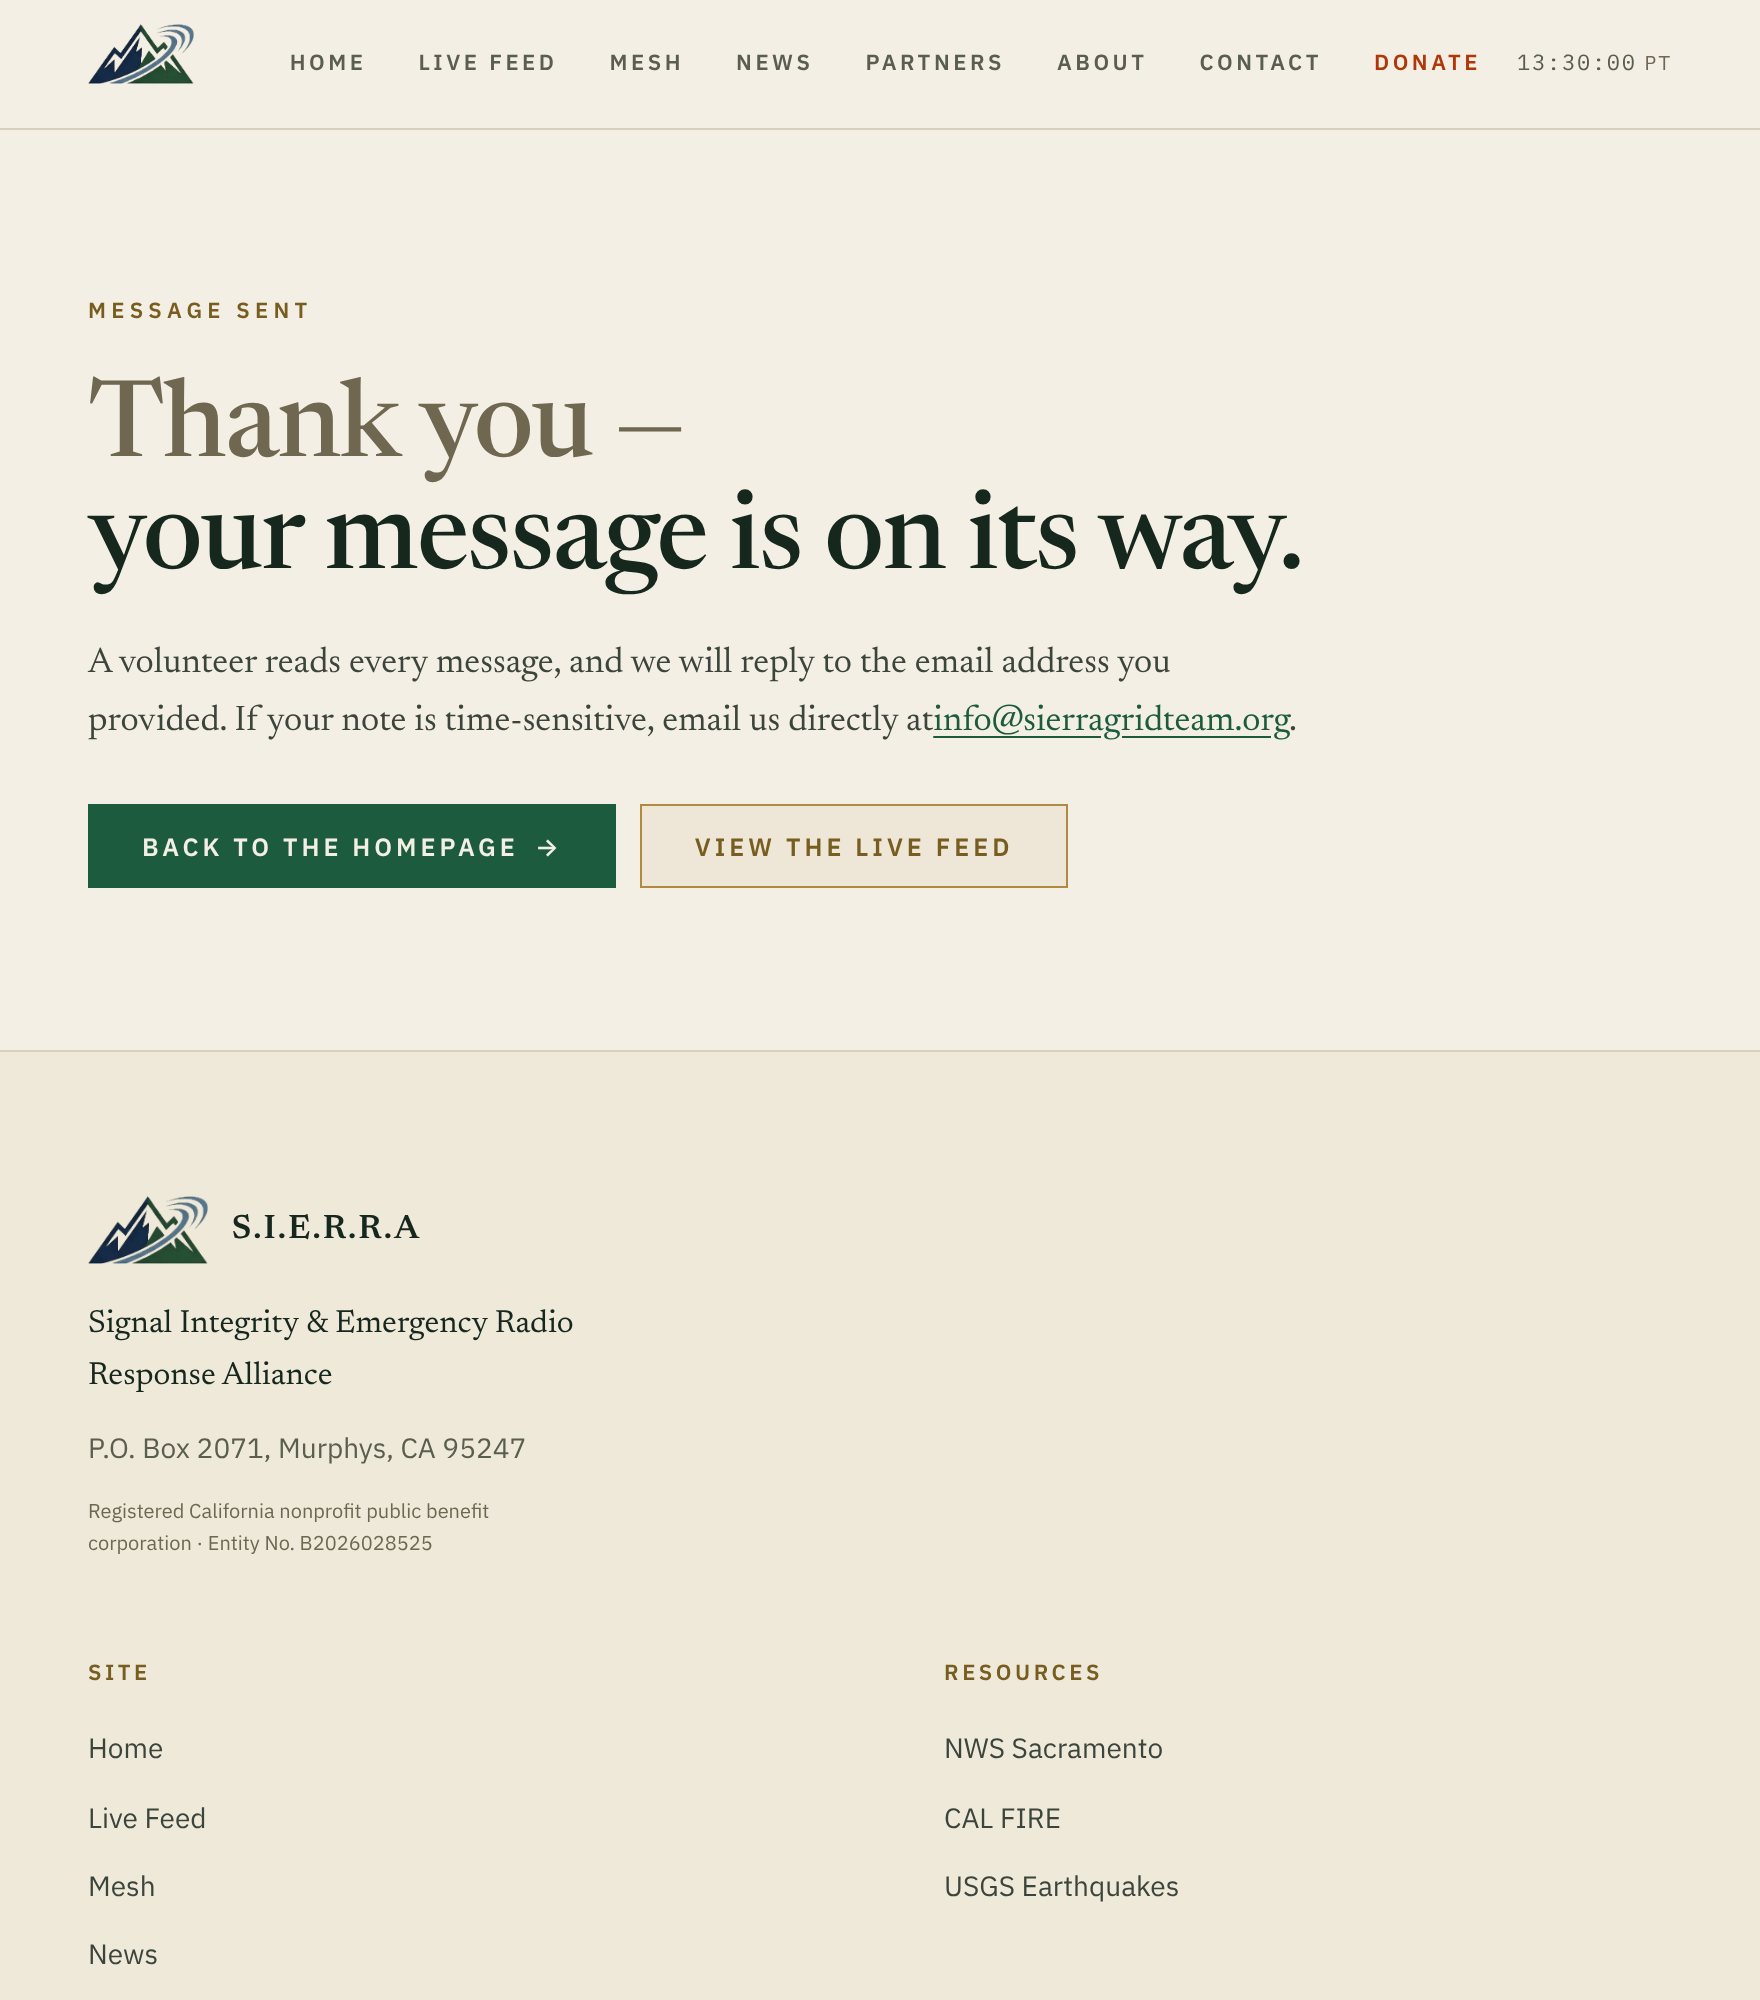 HOME LIVE FEED MESH NEWS PARTNERS ABOUT CONTACT DONATE 13:30:00 PT
MESSAGE SENT
Thank you —
your message is on its way.
A volunteer reads every message, and we will reply to the email address you
provided. If your note is time-sensitive, email us directly atinfo@sierragridteam.org.
BACK TO THE HOMEPAGE →
VIEW THE LIVE FEED
S.I.E.R.R.A
Signal Integrity & Emergency Radio
Response Alliance
P.O. Box 2071, Murphys, CA 95247
Registered California nonprofit public benefit
corporation · Entity No. B2026028525
SITE
Home
Live Feed
Mesh
News
RESOURCES
NWS Sacramento
CAL FIRE
USGS Earthquakes